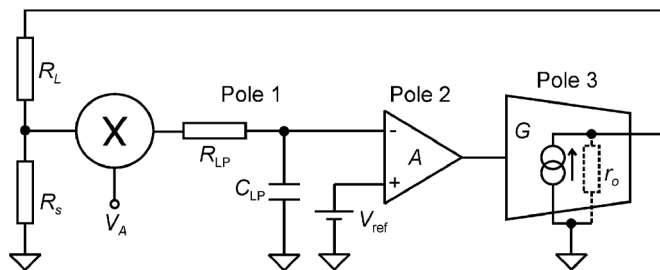 Pole 3
Pole 1
Pole 2
R_L
G
X
-
A
R_LP
r_o
+
C_LP
R_s
V_A
V_ref